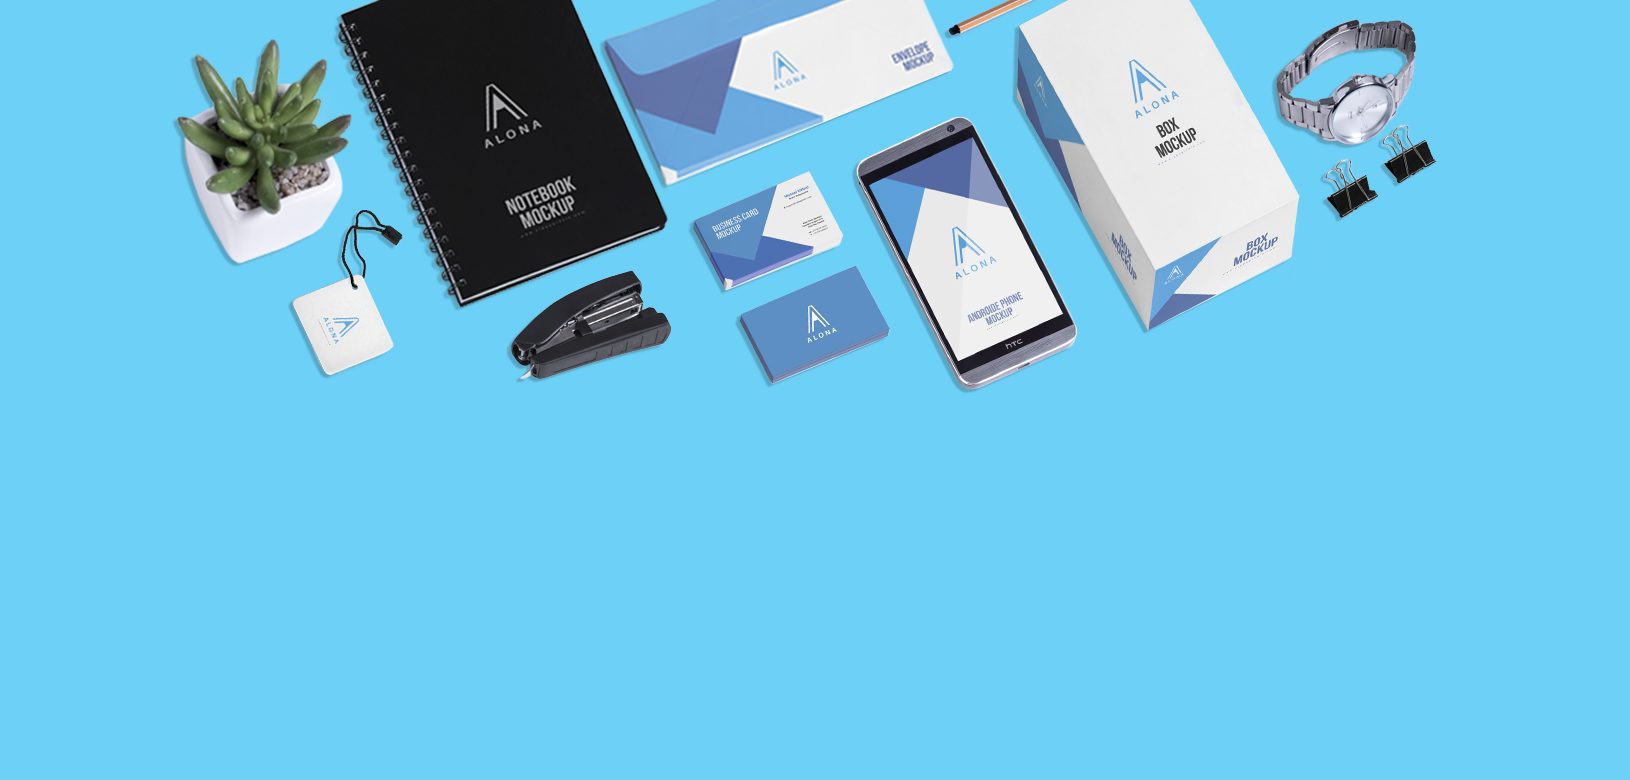 ALONA
NOTEBOOK
MOCKUP
ALONA
ENVELOPE
MOCKUP
ALONA
BOX
MOCKUP
BOX
MOCKUP
BOX
MOCKUP
BUSINESS CARD
MOCKUP
ALONA
ALONA
ANDROIDE PHONE
MOCKUP
hTC
ALONA